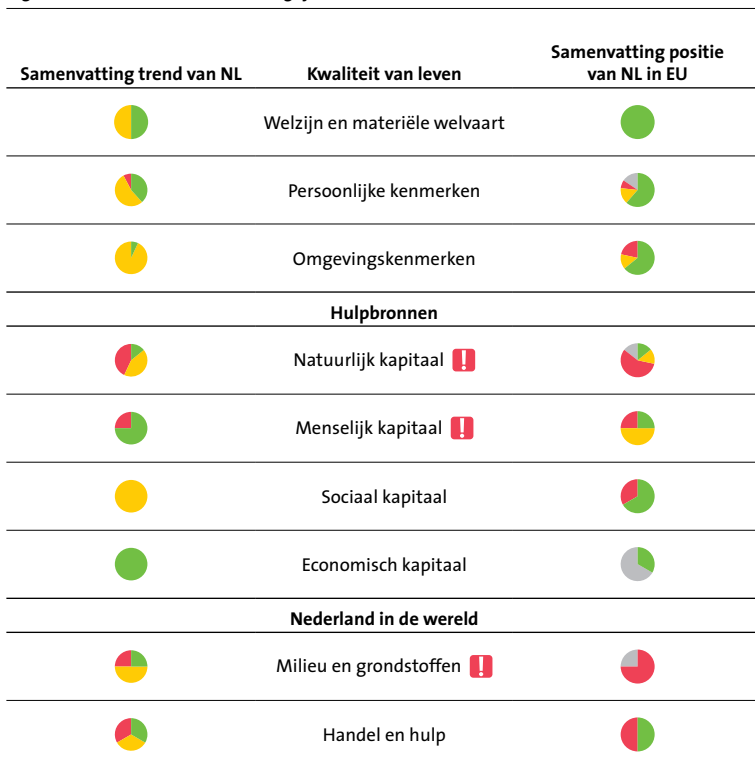 Samenvatting trend van NL
Kwaliteit van leven
Samenvatting positie
van NL in EU
Welzijn en materiële welvaart
Persoonlijke kenmerken
Omgevingskenmerken
Hulpbronnen
Natuurlijk kapitaal
Menselijk kapitaal
Sociaal kapitaal
Economisch kapitaal
Nederland in de wereld
Milieu en grondstoffen
Handel en hulp